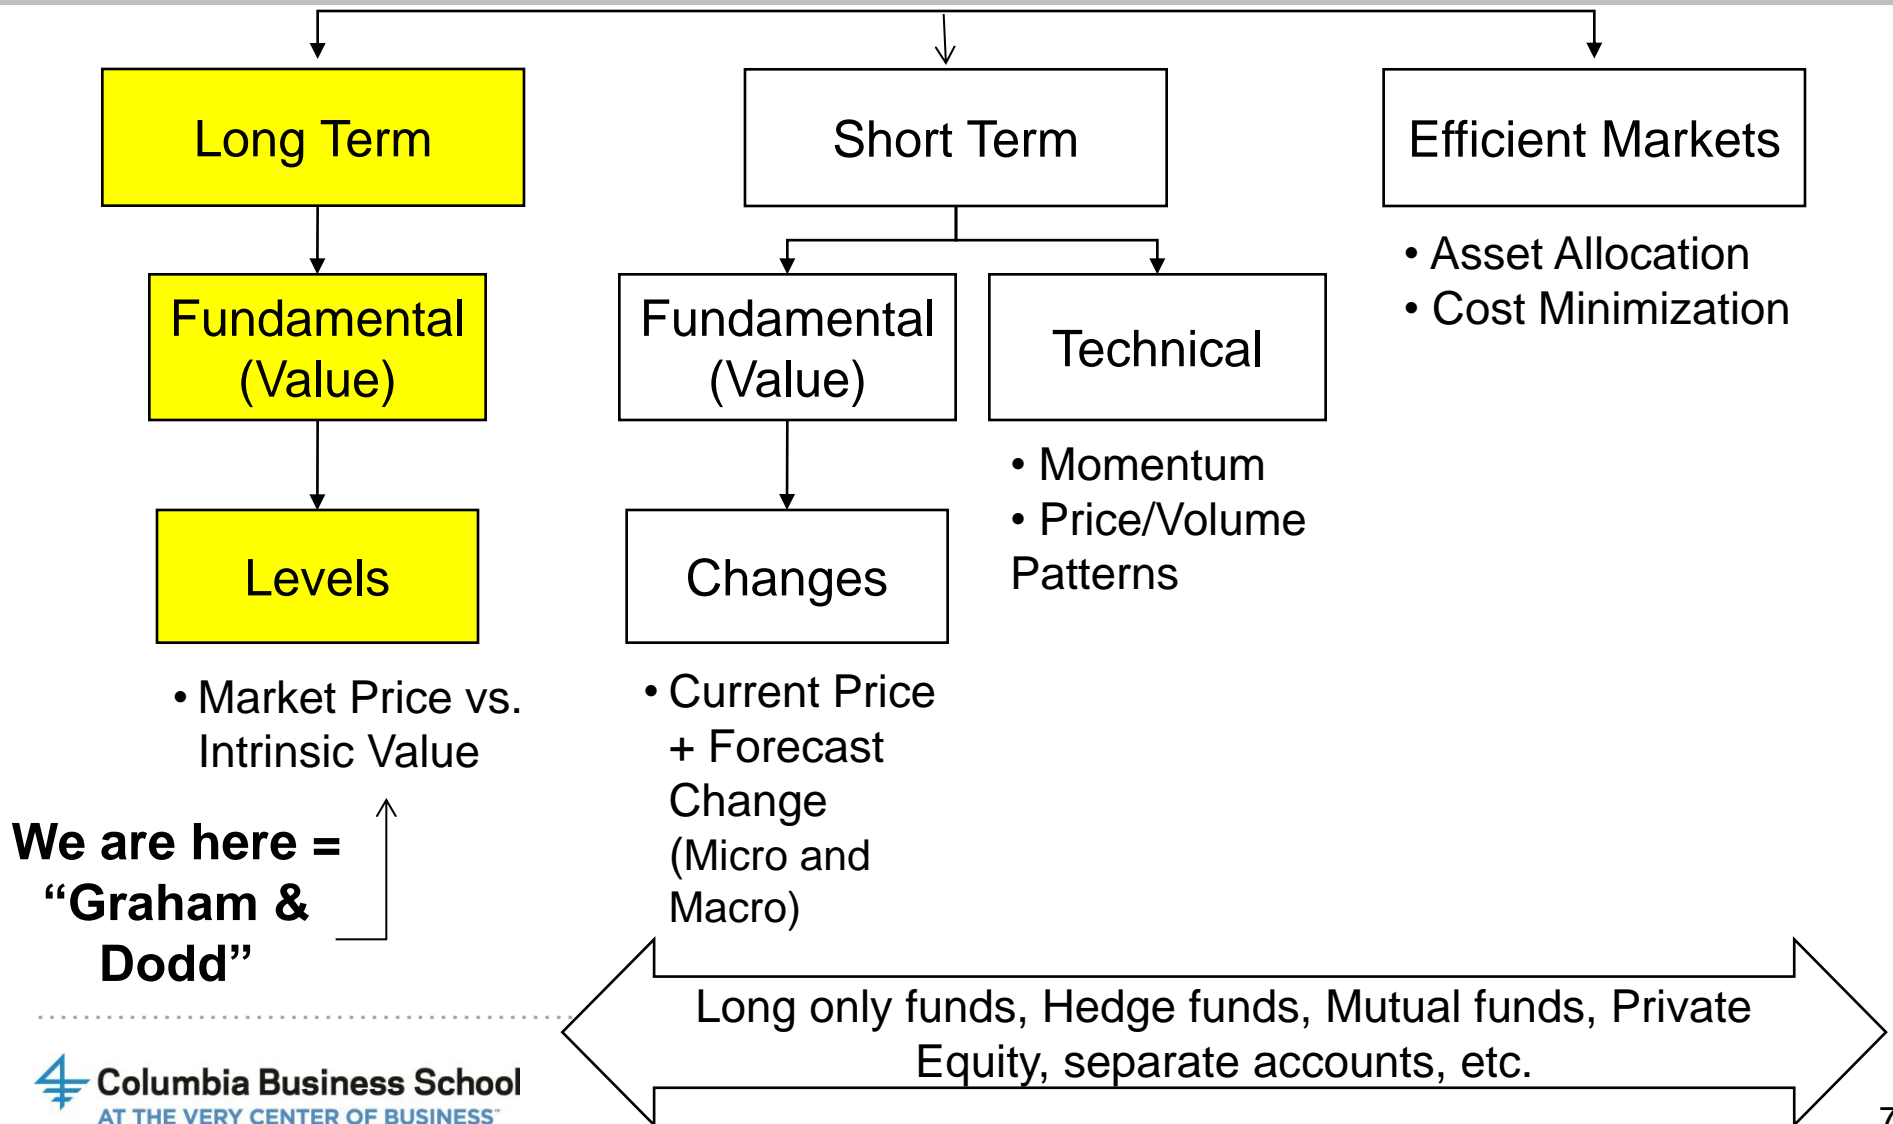 Long Term
Short Term
Efficient Markets
• Asset Allocation
• Cost Minimization
Fundamental
(Value)
Fundamental
(Value)
Technical
• Momentum
• Price/Volume
Patterns
Levels
Changes
• Market Price vs.
Intrinsic Value
• Current Price
+ Forecast
Change
(Micro and
Macro)
We are here =
“Graham &
Dodd”
Long only funds, Hedge funds, Mutual funds, Private
Equity, separate accounts, etc.
Columbia Business School
AT THE VERY CENTER OF BUSINESS™
7